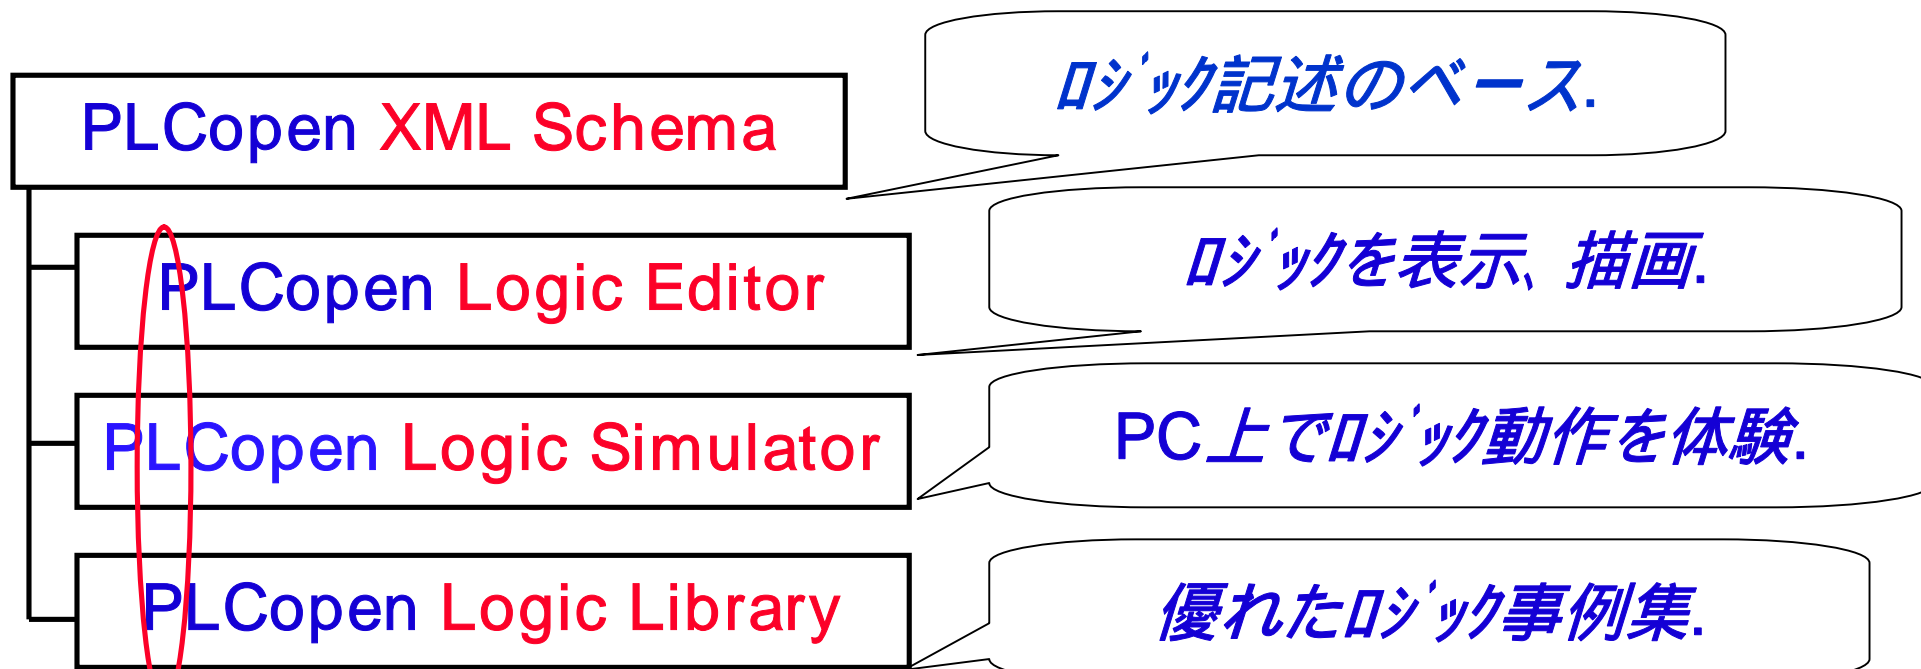 ﾛｼﾞｯｸ記述のベース.
PLCopen XML Schema
ﾛｼﾞｯｸを表示、描画.
PLCopen Logic Editor
PC上でﾛｼﾞｯｸ動作を体験.
PLCopen Logic Simulator
優れたﾛｼﾞｯｸ事例集.
PLCopen Logic Library